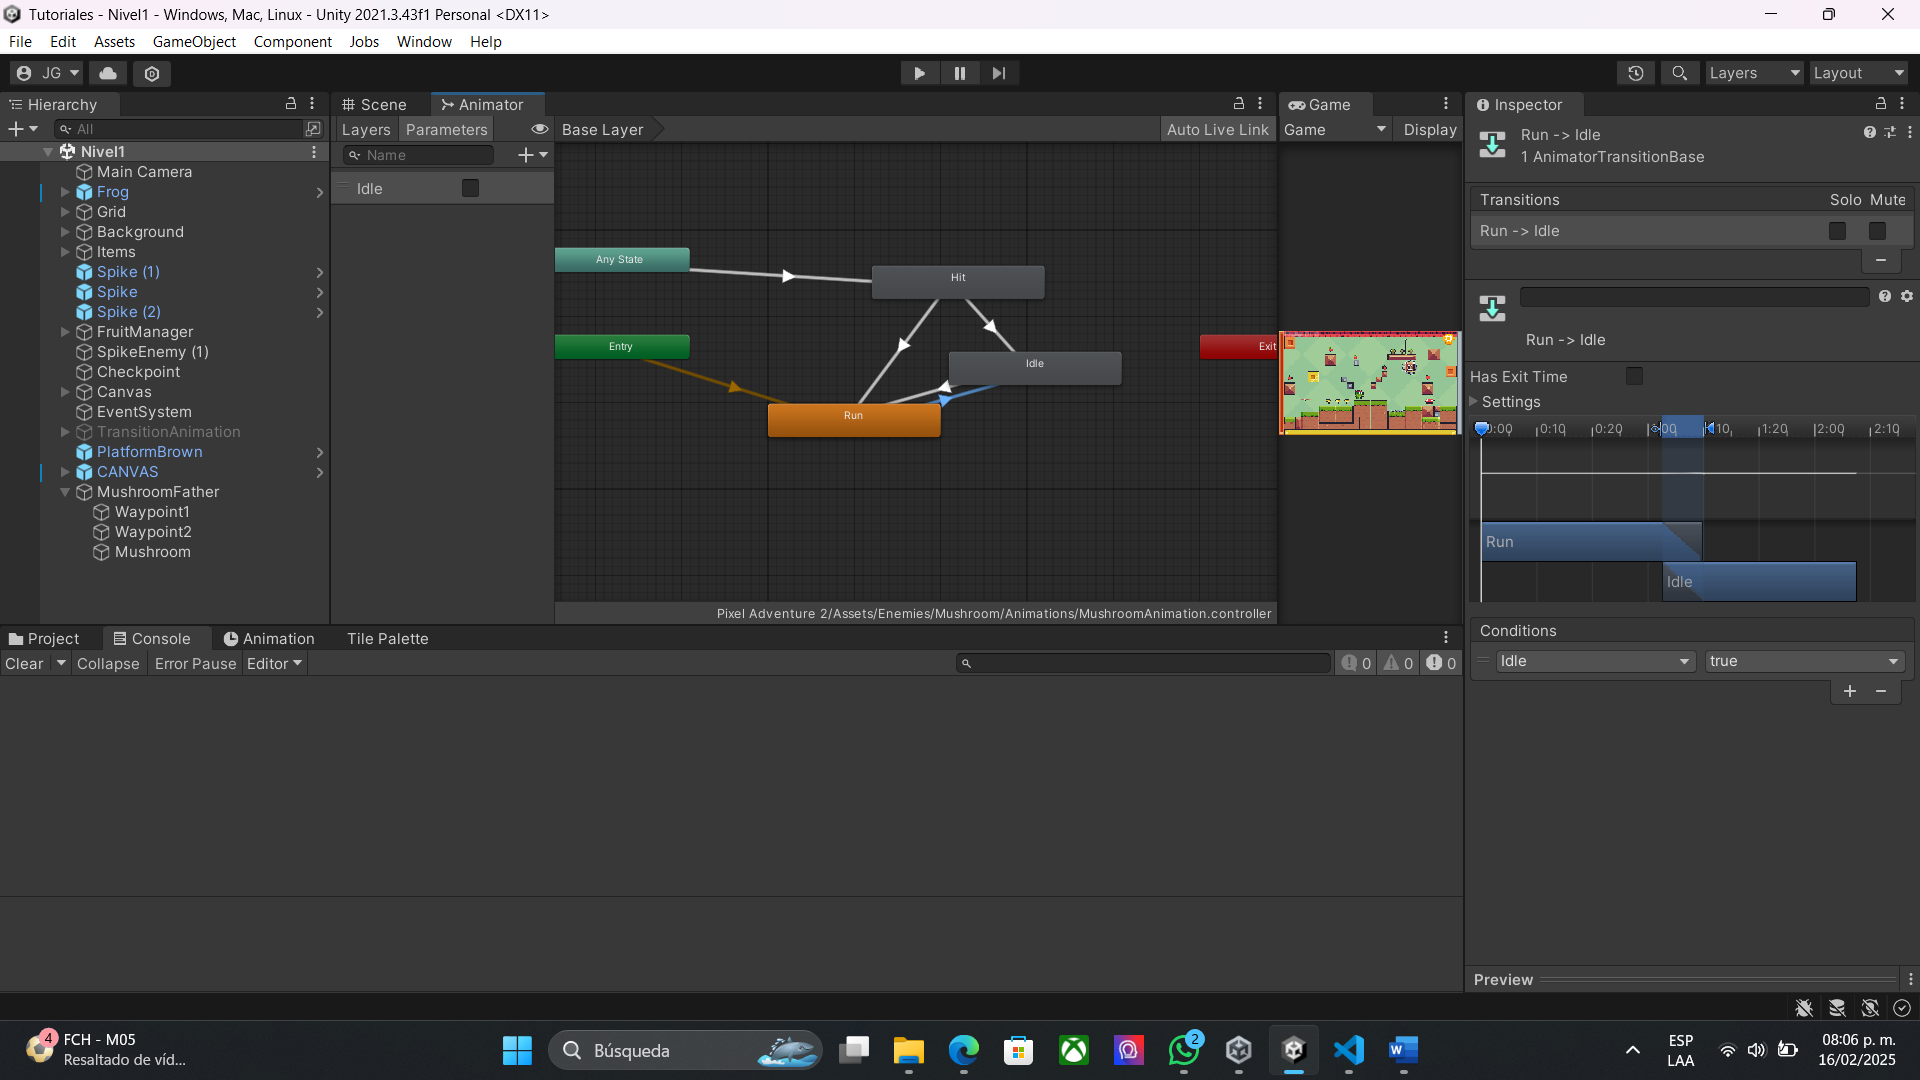 Tutoriales - Nivel1 - Windows, Mac, Linux - Unity 2021.3.43f1 Personal <DX11>
File Edit Assets GameObject Component Jobs Window Help
JG
Layers
Layout
Hierarchy
All
Nivel1
Main Camera
Frog
Grid
Background
Items
Spike (1)
Spike
Spike (2)
FruitManager
SpikeEnemy (1)
Checkpoint
Canvas
EventSystem
TransitionAnimation
PlatformBrown
CANVAS
MushroomFather
Waypoint1
Waypoint2
Mushroom
Scene
Animator
Layers
Parameters
Base Layer
Auto Live Link
Name
Idle
Any State
Hit
Entry
Idle
Exit
Run
Pixel Adventure 2/Assets/Enemies/Mushroom/Animations/MushroomAnimation.controller
Game
Game
Display
Inspector
Run -> Idle
1 AnimatorTransitionBase
Transitions
Solo
Mute
Run -> Idle
Run -> Idle
Has Exit Time
Settings
0:10
0:20
1:20
2:00
2:10
Run
Idle
Conditions
Idle
true
Preview
Project
Console
Animation
Tile Palette
Clear
Collapse
Error Pause
Editor
0
0
0
4
FCH - M05
Resaltado de víd...
Búsqueda
2
ESP
LAA
08:06 p. m.
16/02/2025